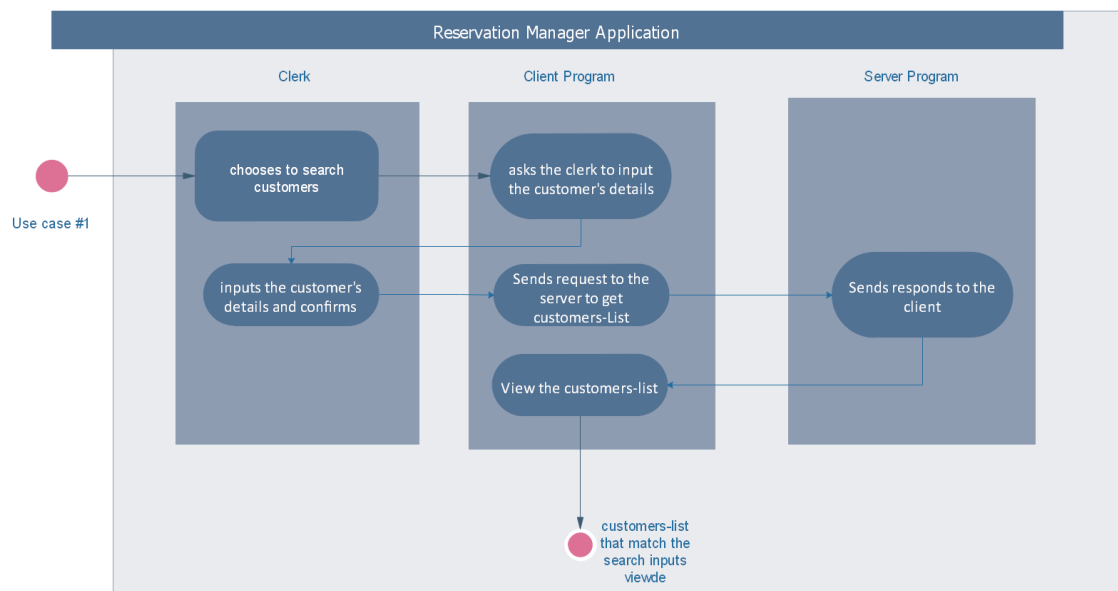 Reservation Manager Application
Clerk
Client Program
Server Program
chooses to search
customers
asks the clerk to input
the customer's details
Use case #1
inputs the customer's
details and confirms
Sends request to the
server to get
customers-List
Sends responds to the
client
View the customers-list
customers-list
that match the
search inputs
viewde